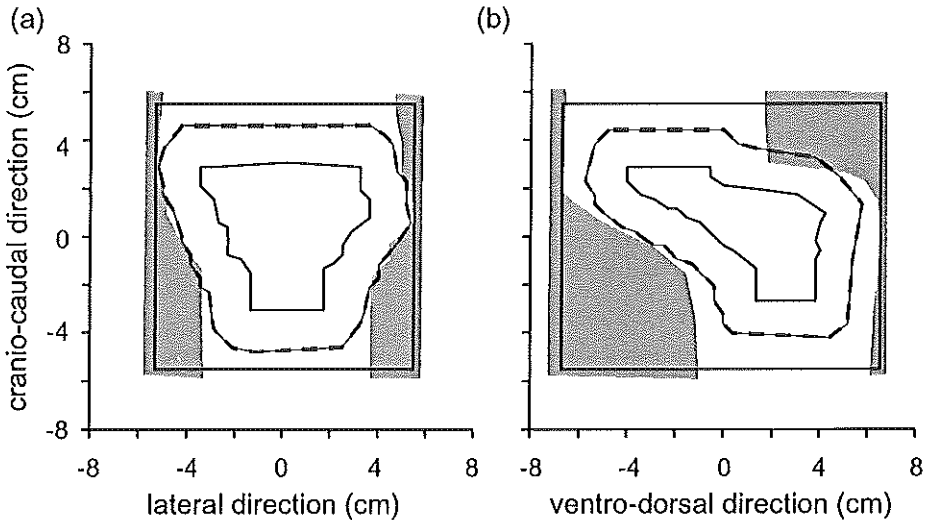 (a)
(b)
cranio-caudal direction (cm)
8
4
0
-4
-8
-8 -4 0 4 8
-8 -4 0 4 8
lateral direction (cm)
ventro-dorsal direction (cm)